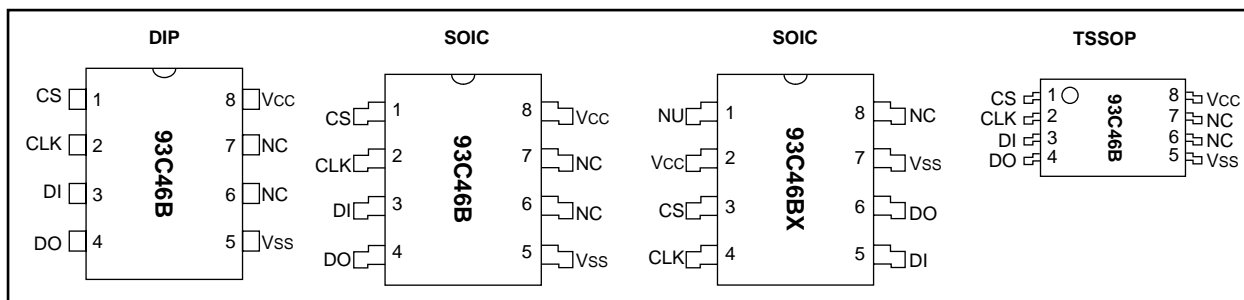 DIP
CS 1 8 VCC
CLK 2 7 NC
DI 3 6 NC
DO 4 5 VSS
93C46B
SOIC
CS 1 8 VCC
CLK 2 7 NC
DI 3 6 NC
DO 4 5 VSS
93C46B
SOIC
NU 1 8 NC
VCC 2 7 VSS
CS 3 6 DO
CLK 4 5 DI
93C46BX
TSSOP
CS 1 8 VCC
CLK 2 7 NC
DI 3 6 NC
DO 4 5 VSS
93C46B